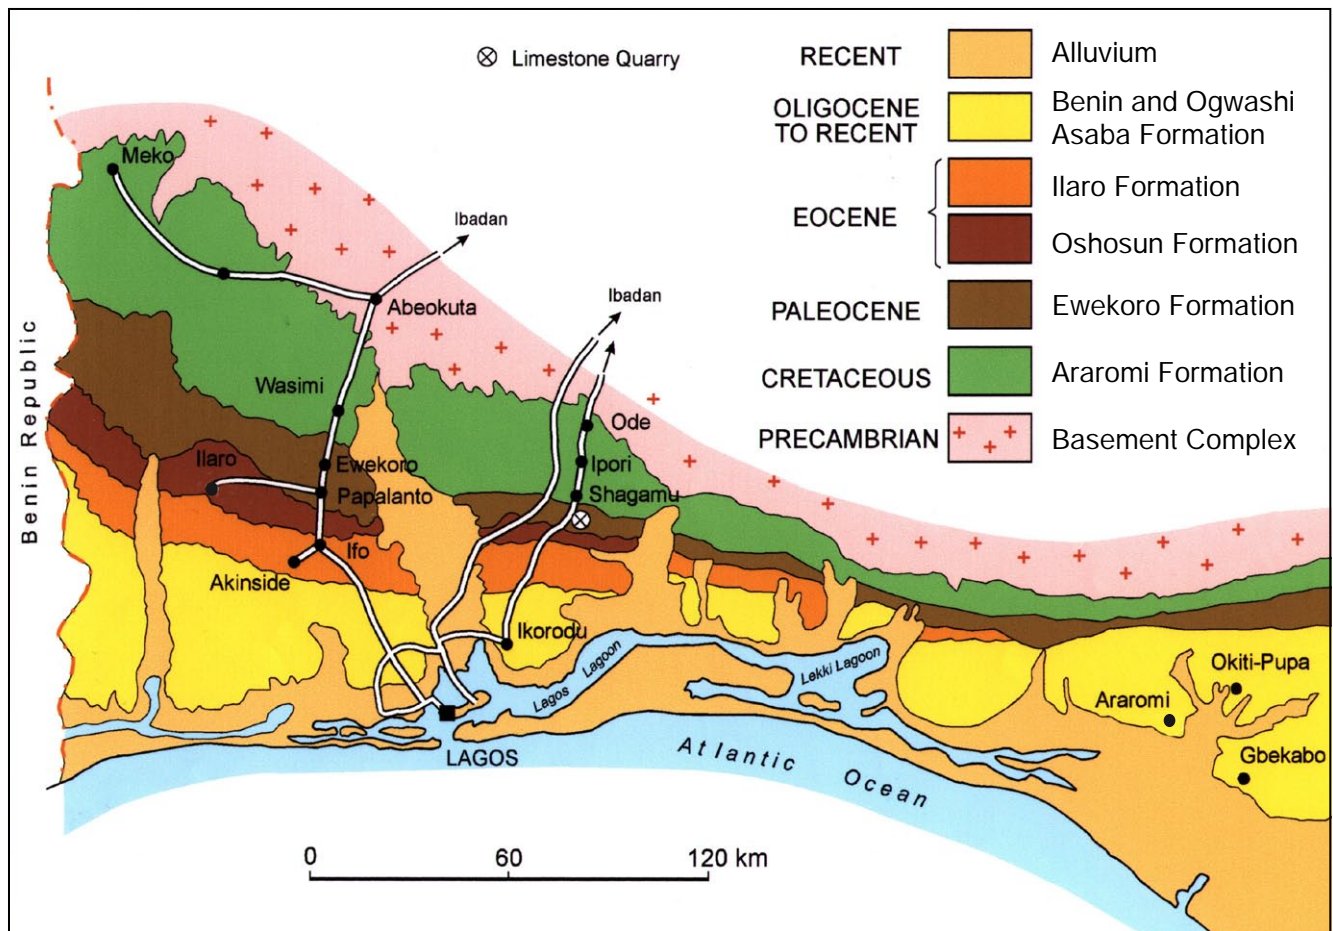 Limestone Quarry
RECENT
Alluvium
OLIGOCENE
TO RECENT
Benin and Ogwashi
Asaba Formation
EOCENE
Ilaro Formation
Oshosun Formation
PALEOCENE
Ewekoro Formation
CRETACEOUS
Araromi Formation
PRECAMBRIAN
Basement Complex
Meko
Ibadan
Abeokuta
Ibadan
Benin Republic
Wasimi
Ode
Ilaro
Ewekoro
Ipori
Papalanto
Shagamu
Ifo
Akinside
Ikorodu
Lagos Lagoon
Lekki Lagoon
Okiti-Pupa
Araromi
Gbekabo
LAGOS
Atlantic Ocean
0 60 120 km